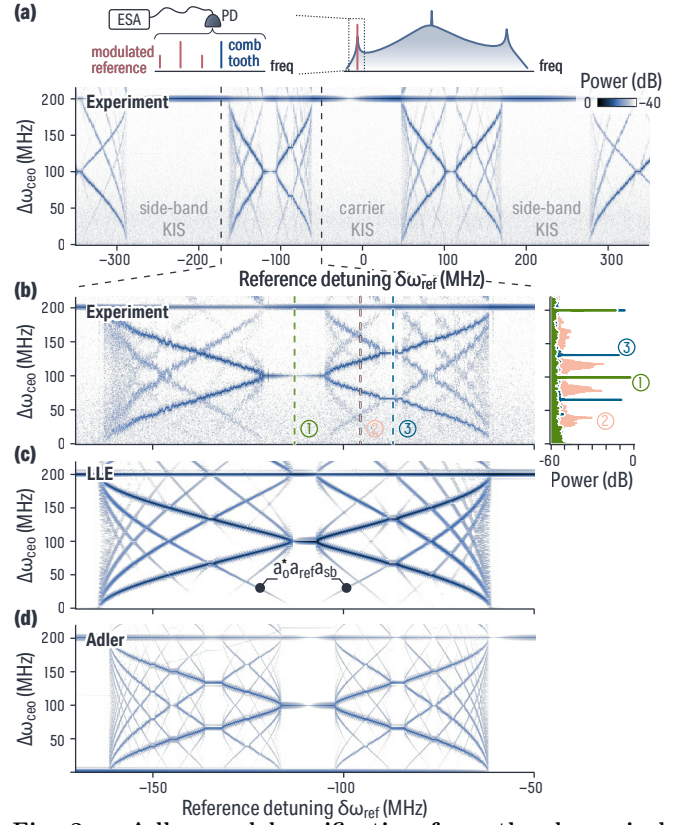 (a)
ESA
PD
modulated reference
comb tooth
freq
freq
Power (dB)
0
−40
Δω_ceo (MHz)
200
150
100
50
0
Experiment
side-band KIS
carrier KIS
side-band KIS
−300
−200
−100
0
100
200
300
Reference detuning δω_ref (MHz)
(b)
Δω_ceo (MHz)
200
150
100
50
0
Experiment
①
②
③
③
①
②
−60
0
Power (dB)
(c)
Δω_ceo (MHz)
200
150
100
50
0
LLE
a₀*a_ref a_sb
(d)
Δω_ceo (MHz)
200
150
100
50
Adler
−150
−100
−50
Reference detuning δω_ref (MHz)